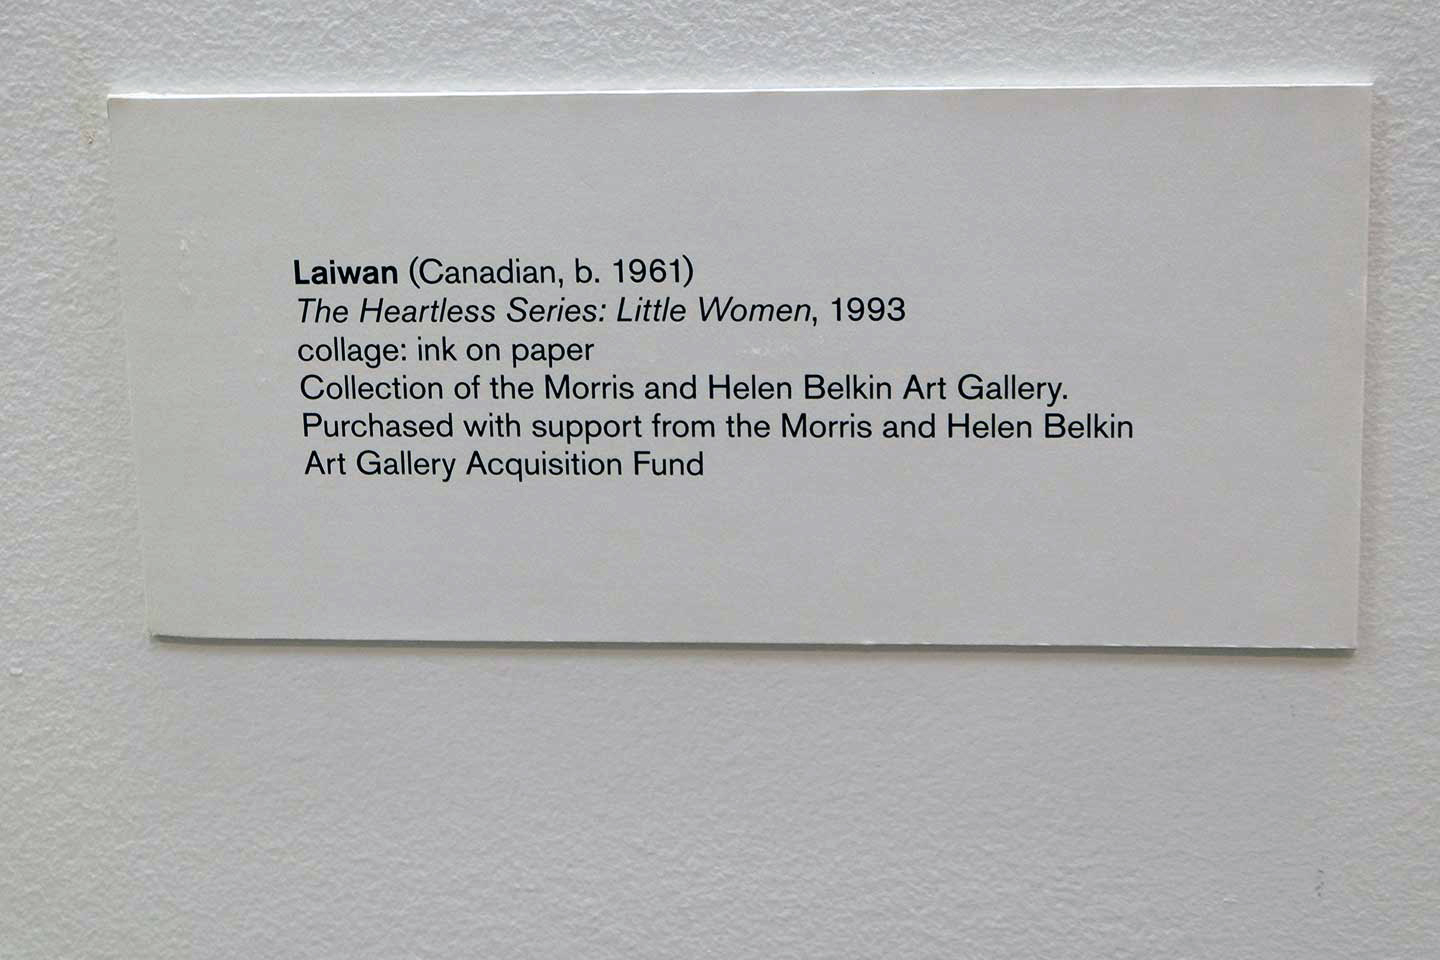 Laiwan (Canadian, b. 1961)
The Heartless Series: Little Women, 1993
collage: ink on paper
Collection of the Morris and Helen Belkin Art Gallery.
Purchased with support from the Morris and Helen Belkin
Art Gallery Acquisition Fund